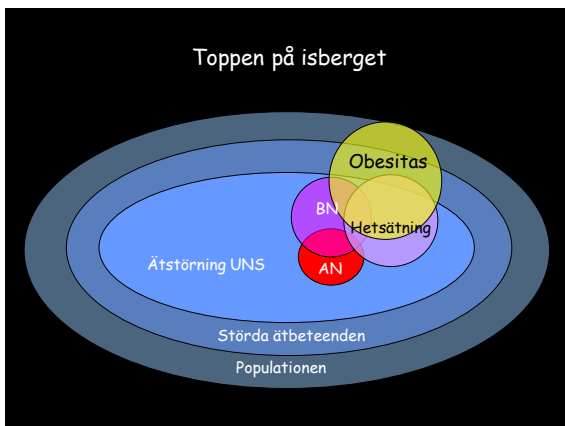 Toppen på isberget
Obesitas
BN
Hetsätning
Ätstörning UNS
AN
Störda ätbeteenden
Populationen